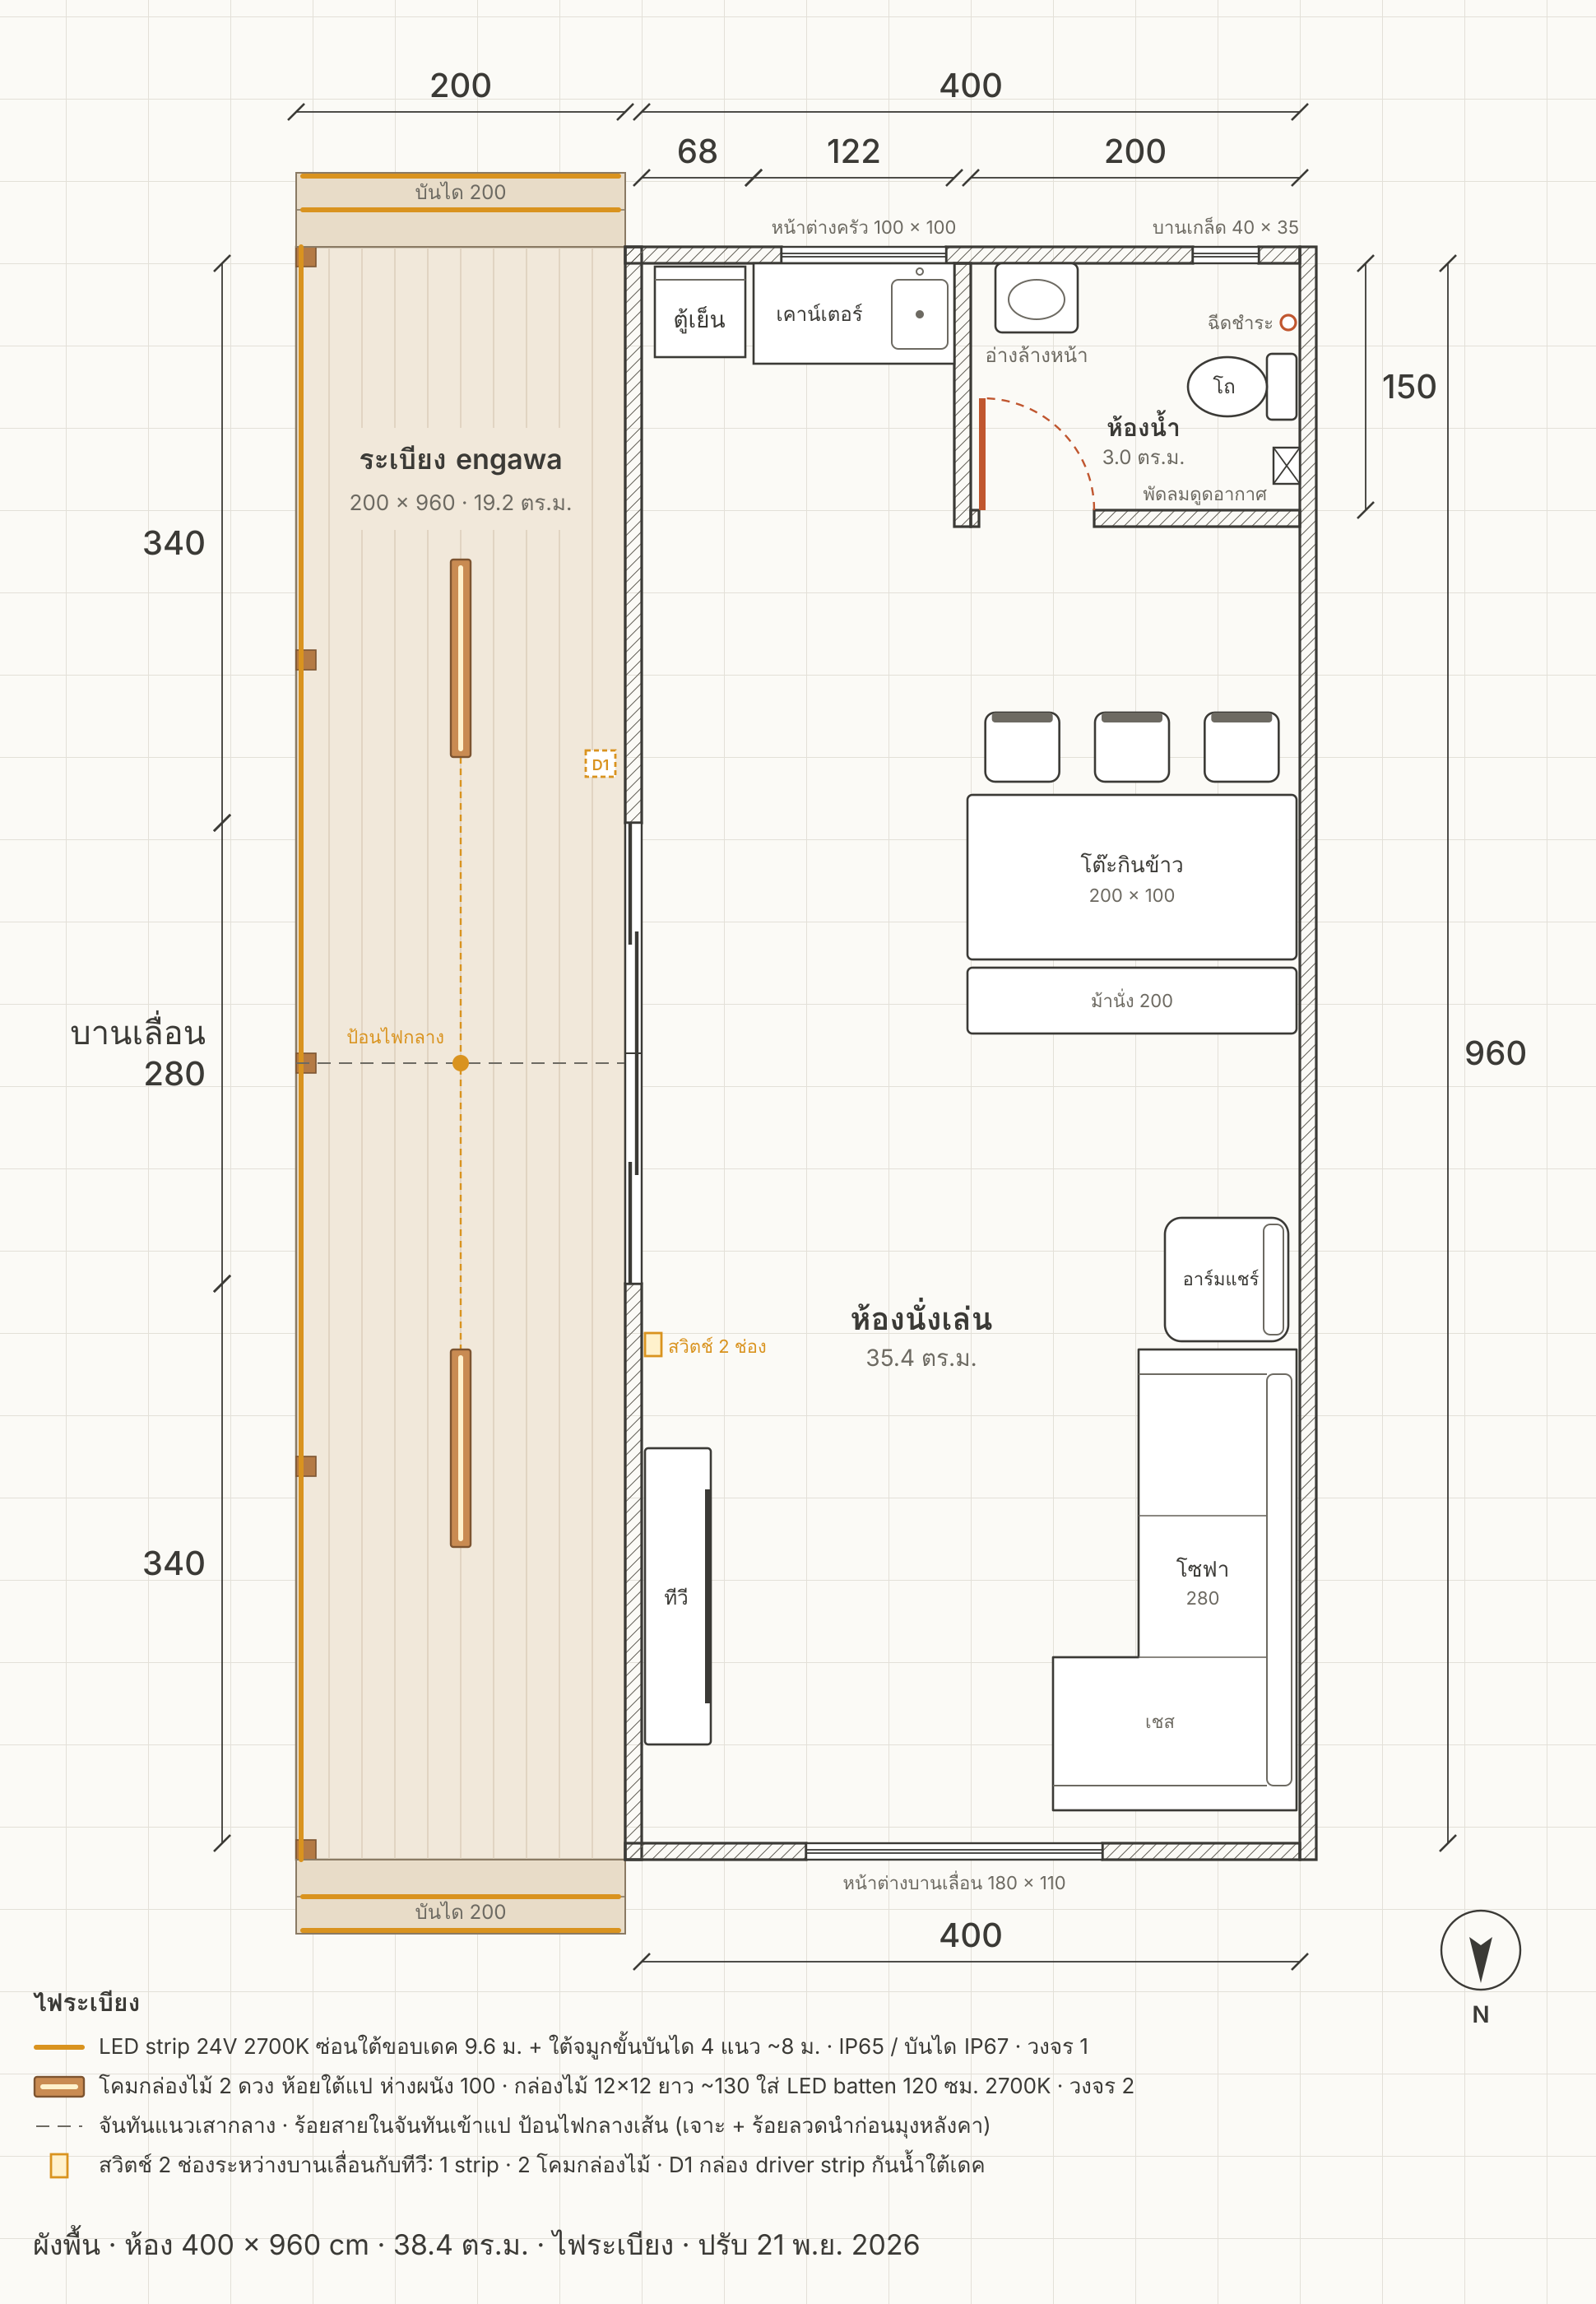 200
400
68
122
200
บันได 200
หน้าต่างครัว 100 × 100
บานเกล็ด 40 × 35
ตู้เย็น
เคาน์เตอร์
อ่างล้างหน้า
ฉีดชำระ
โถ
150
ห้องน้ำ
3.0 ตร.ม.
พัดลมดูดอากาศ
ระเบียง engawa
200 × 960 · 19.2 ตร.ม.
340
D1
โต๊ะกินข้าว
200 × 100
ม้านั่ง 200
บานเลื่อน
280
ป้อนไฟกลาง
960
อาร์มแชร์
ห้องนั่งเล่น
35.4 ตร.ม.
สวิตช์ 2 ช่อง
340
ทีวี
โซฟา
280
เชส
หน้าต่างบานเลื่อน 180 × 110
บันได 200
400
N
ไฟระเบียง
LED strip 24V 2700K ซ่อนใต้ขอบเดค 9.6 ม. + ใต้จมูกขั้นบันได 4 แนว ~8 ม. · IP65 / บันได IP67 · วงจร 1
โคมกล่องไม้ 2 ดวง ห้อยใต้แป ห่างผนัง 100 · กล่องไม้ 12×12 ยาว ~130 ใส่ LED batten 120 ซม. 2700K · วงจร 2
จันทันแนวเสากลาง · ร้อยสายในจันทันเข้าแป ป้อนไฟกลางเส้น (เจาะ + ร้อยลวดนำก่อนมุงหลังคา)
สวิตช์ 2 ช่องระหว่างบานเลื่อนกับทีวี: 1 strip · 2 โคมกล่องไม้ · D1 กล่อง driver strip กันน้ำใต้เดค
ผังพื้น · ห้อง 400 × 960 cm · 38.4 ตร.ม. · ไฟระเบียง · ปรับ 21 พ.ย. 2026